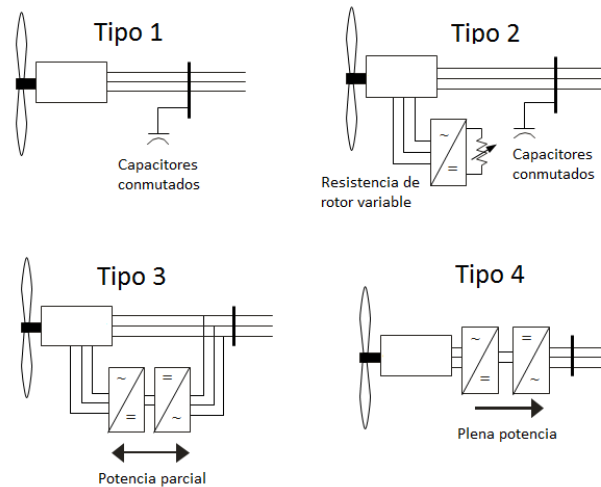 Tipo 1
Capacitores
conmutados
Tipo 2
~
=
Resistencia de
rotor variable
Capacitores
conmutados
Tipo 3
~
=
=
~
Potencia parcial
Tipo 4
~
=
=
~
Plena potencia